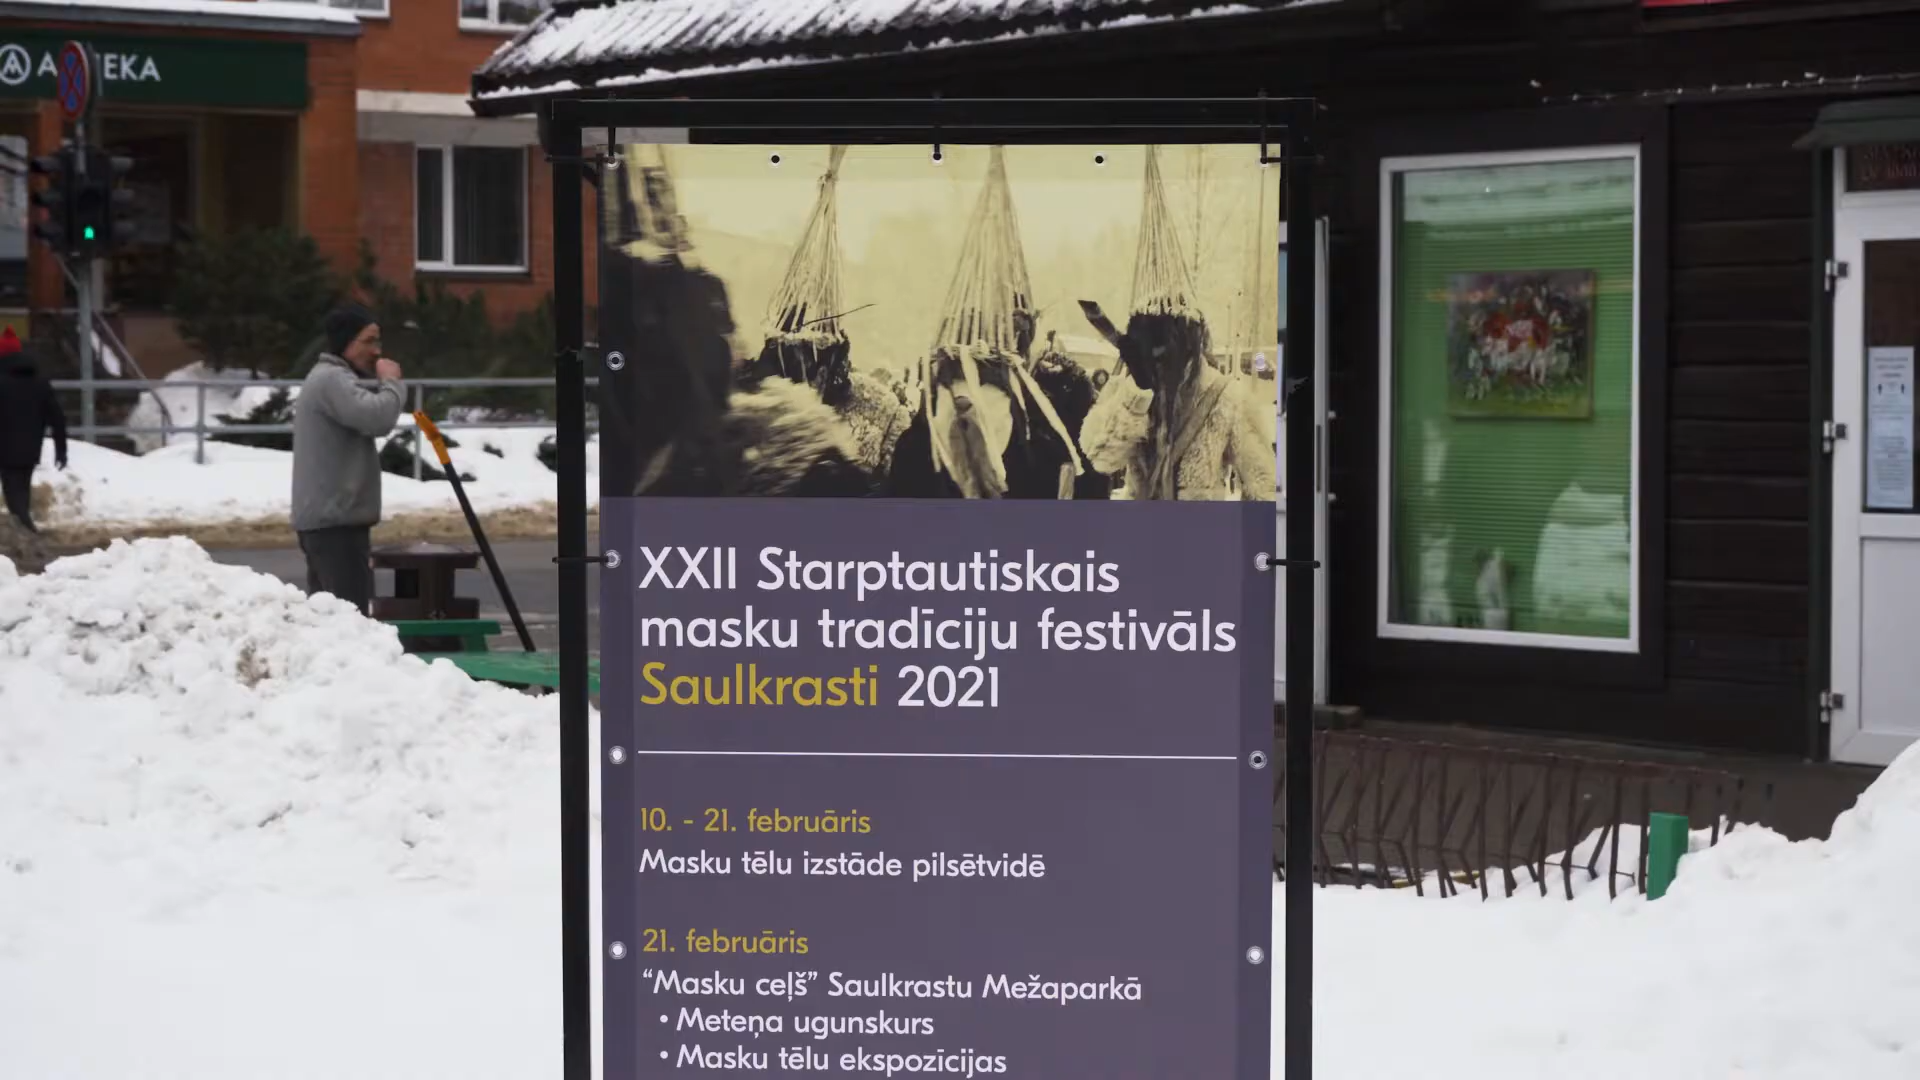 XXII Starptautiskais
masku tradīciju festivāls
Saulkrasti 2021
10. - 21. februāris
Masku tēlu izstāde pilsētvidē
21. februāris
“Masku ceļš” Saulkrastu Mežaparkā
• Meteņa ugunskurs
• Masku tēlu ekspozīcijas